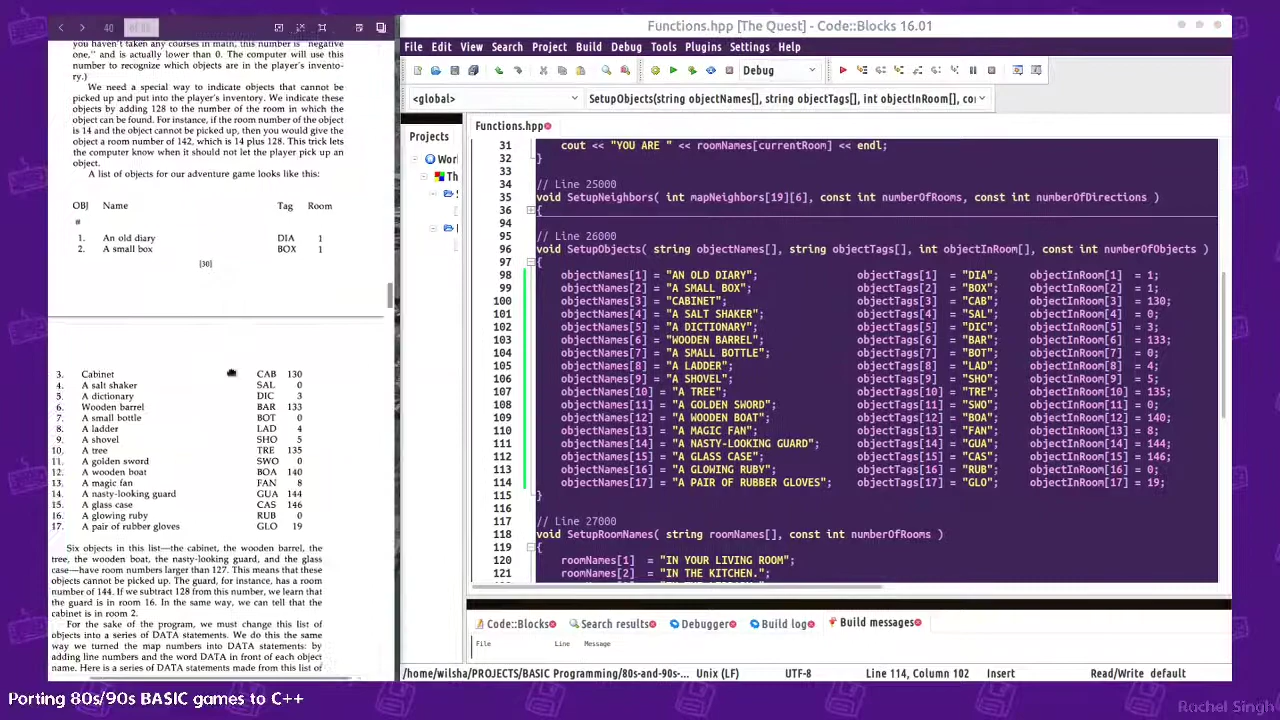 40 of 88
you haven't taken any courses in math, this number is "negative
one," and is actually lower than 0. The computer will use this
number to recognize which objects are in the player's invento-
ry.)
We need a special way to indicate objects that cannot be
picked up and put into the player's inventory. We indicate these
objects by adding 128 to the number of the room in which the
object can be found. For instance, if the room number of the object
is 14 and the object cannot be picked up, then you would give the
object a room number of 142, which is 14 plus 128. This trick lets
the computer know when it should not let the player pick up an
object.
A list of objects for our adventure game looks like this:
OBJ Name Tag Room
#
1. An old diary DIA 1
2. A small box BOX 1
[30]
3. Cabinet CAB 130
4. A salt shaker SAL 0
5. A dictionary DIC 3
6. Wooden barrel BAR 133
7. A small bottle BOT 0
8. A ladder LAD 4
9. A shovel SHO 5
10. A tree TRE 135
11. A golden sword SWO 0
12. A wooden boat BOA 140
13. A magic fan FAN 8
14. A nasty-looking guard GUA 144
15. A glass case CAS 146
16. A glowing ruby RUB 0
17. A pair of rubber gloves GLO 19
Six objects in this list—the cabinet, the wooden barrel, the
tree, the wooden boat, the nasty-looking guard, and the glass
case—have room numbers larger than 127. This means that these
objects cannot be picked up. The guard, for instance, has a room
number of 144. If we subtract 128 from this number, we learn that
the guard is in room 16. In the same way, we can tell that the
cabinet is in room 2.
For the sake of the program, we must change this list of
objects into a series of DATA statements. We do this the same
way we turned the map numbers into DATA statements: by
adding line numbers and the word DATA in front of each object
name. Here is a series of DATA statements made from this list of
Functions.hpp [The Quest] - Code::Blocks 16.01
File Edit View Search Project Build Debug Tools Plugins Settings Help
Debug
<global> SetupObjects(string objectNames[], string objectTags[], int objectInRoom[], co
Projects
Work
Th
Functions.hpp
31 cout << "YOU ARE " << roomNames[currentRoom] << endl;
32 }
33
34 // Line 25000
35 void SetupNeighbors( int mapNeighbors[19][6], const int numberOfRooms, const int numberOfDirections )
36 {
94
95 // Line 26000
96 void SetupObjects( string objectNames[], string objectTags[], int objectInRoom[], const int numberOfObjects )
97 {
98 objectNames[1] = "AN OLD DIARY"; objectTags[1] = "DIA"; objectInRoom[1] = 1;
99 objectNames[2] = "A SMALL BOX"; objectTags[2] = "BOX"; objectInRoom[2] = 1;
100 objectNames[3] = "CABINET"; objectTags[3] = "CAB"; objectInRoom[3] = 130;
101 objectNames[4] = "A SALT SHAKER"; objectTags[4] = "SAL"; objectInRoom[4] = 0;
102 objectNames[5] = "A DICTIONARY"; objectTags[5] = "DIC"; objectInRoom[5] = 3;
103 objectNames[6] = "WOODEN BARREL"; objectTags[6] = "BAR"; objectInRoom[6] = 133;
104 objectNames[7] = "A SMALL BOTTLE"; objectTags[7] = "BOT"; objectInRoom[7] = 0;
105 objectNames[8] = "A LADDER"; objectTags[8] = "LAD"; objectInRoom[8] = 4;
106 objectNames[9] = "A SHOVEL"; objectTags[9] = "SHO"; objectInRoom[9] = 5;
107 objectNames[10] = "A TREE"; objectTags[10] = "TRE"; objectInRoom[10] = 135;
108 objectNames[11] = "A GOLDEN SWORD"; objectTags[11] = "SWO"; objectInRoom[11] = 0;
109 objectNames[12] = "A WOODEN BOAT"; objectTags[12] = "BOA"; objectInRoom[12] = 140;
110 objectNames[13] = "A MAGIC FAN"; objectTags[13] = "FAN"; objectInRoom[13] = 8;
111 objectNames[14] = "A NASTY-LOOKING GUARD"; objectTags[14] = "GUA"; objectInRoom[14] = 144;
112 objectNames[15] = "A GLASS CASE"; objectTags[15] = "CAS"; objectInRoom[15] = 146;
113 objectNames[16] = "A GLOWING RUBY"; objectTags[16] = "RUB"; objectInRoom[16] = 0;
114 objectNames[17] = "A PAIR OF RUBBER GLOVES"; objectTags[17] = "GLO"; objectInRoom[17] = 19;
115 }
116
117 // Line 27000
118 void SetupRoomNames( string roomNames[], const int numberOfRooms )
119 {
120 roomNames[1] = "IN YOUR LIVING ROOM";
121 roomNames[2] = "IN THE KITCHEN.";
Code::Blocks Search results Debugger Build log Build messages
File Line Message
/home/wilsha/PROJECTS/BASIC Programming/80s-and-90s-... Unix (LF) UTF-8 Line 114, Column 102 Insert Read/Write default
Porting 80s/90s BASIC games to C++
Rachel Singh